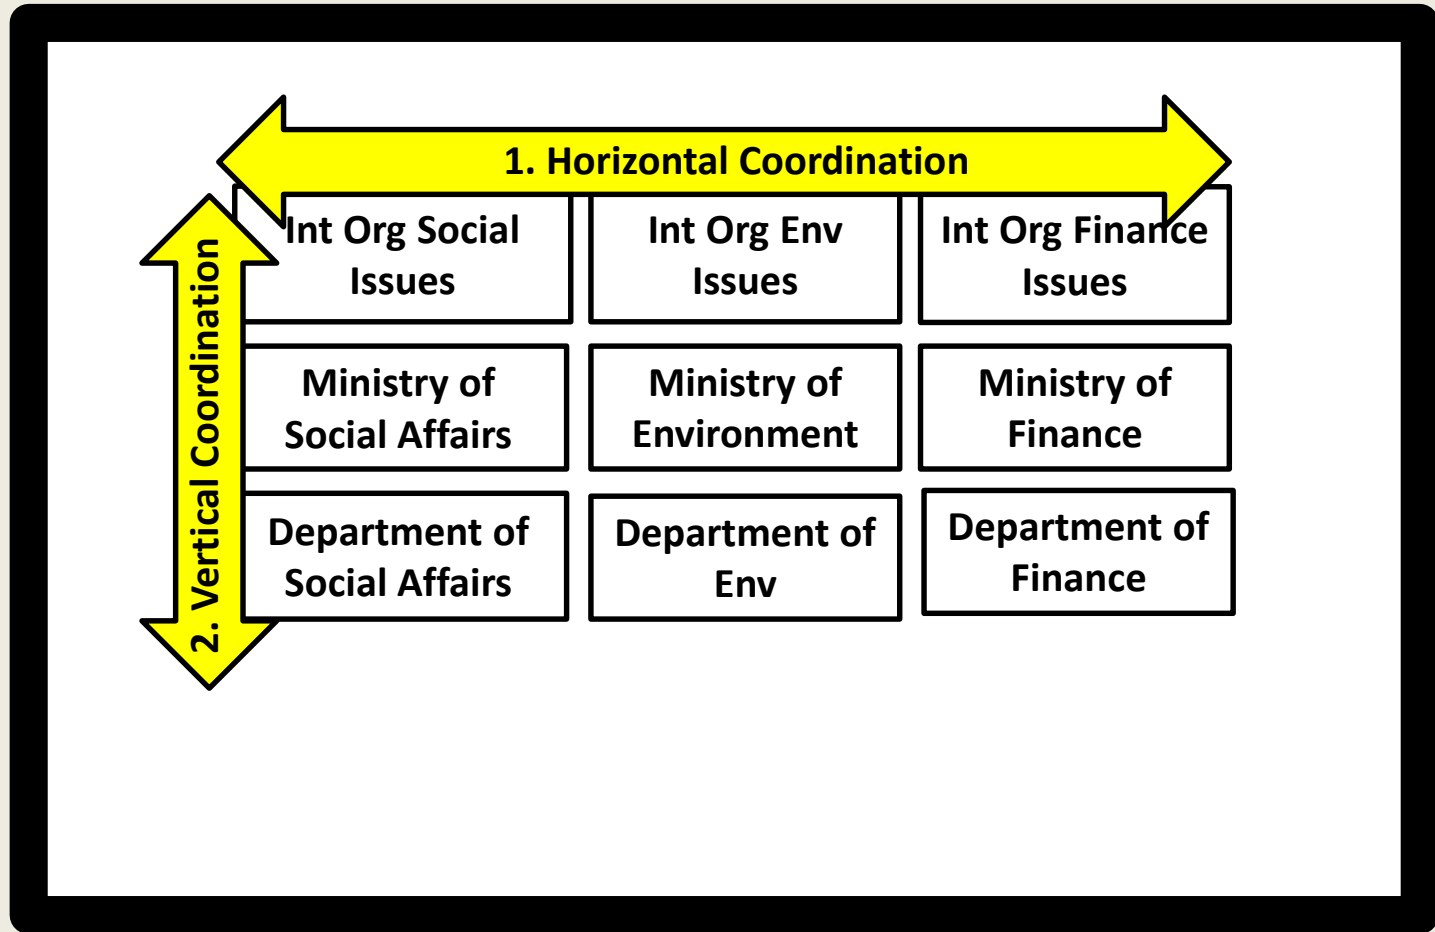 1. Horizontal Coordination
2. Vertical Coordination
Int Org Social
Issues
Int Org Env
Issues
Int Org Finance
Issues
Ministry of
Social Affairs
Ministry of
Environment
Ministry of
Finance
Department of
Social Affairs
Department of
Env
Department of
Finance